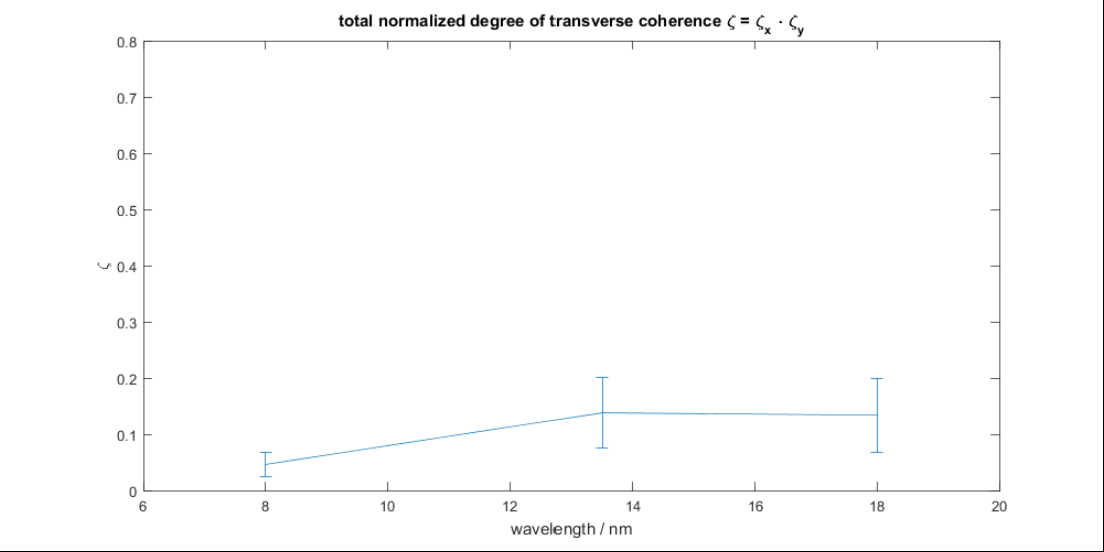 total normalized degree of transverse coherence ζ = ζx · ζy
0.8
0.7
0.6
0.5
0.4
0.3
0.2
0.1
0
ζ
6 8 10 12 14 16 18 20
wavelength / nm